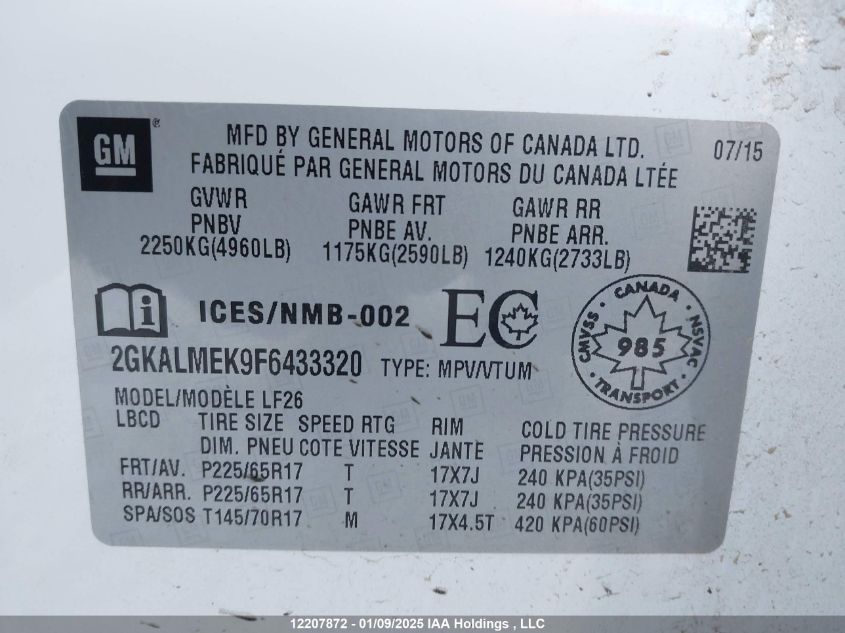 GM ®
MFD BY GENERAL MOTORS OF CANADA LTD. 07/15
FABRIQUÉ PAR GENERAL MOTORS DU CANADA LTÉE
GVWR GAWR FRT GAWR RR
PNBV PNBE AV. PNBE ARR.
2250KG(4960LB) 1175KG(2590LB) 1240KG(2733LB)
i ICES/NMB-002 EC
CANADA
CMVSS 985 NSVAC
TRANSPORT
2GKALMEK9F6433320 TYPE: MPV/VTUM
MODEL/MODÈLE LF26
LBCD TIRE SIZE SPEED RTG RIM COLD TIRE PRESSURE
DIM. PNEU COTE VITESSE JANTE PRESSION À FROID
FRT/AV. P225/65R17 T 17X7J 240 KPA(35PSI)
RR/ARR. P225/65R17 T 17X7J 240 KPA(35PSI)
SPA/SOS T145/70R17 M 17X4.5T 420 KPA(60PSI)
12207872 - 01/09/2025 IAA Holdings , LLC